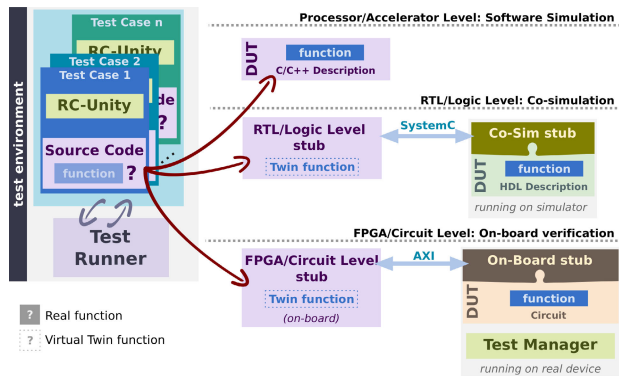 test environment
Test Case n
RC-Unity
Test Case 2
Test Case 1
RC-Unity
de
?
Source Code
function ?
Test
Runner
? Real function
? Virtual Twin function
Processor/Accelerator Level: Software Simulation
DUT
function
C/C++ Description
RTL/Logic Level: Co-simulation
RTL/Logic Level
stub
Twin function
SystemC
Co-Sim stub
DUT
function
HDL Description
running on simulator
FPGA/Circuit Level: On-board verification
FPGA/Circuit Level
stub
Twin function
(on-board)
AXI
On-Board stub
DUT
function
Circuit
Test Manager
running on real device